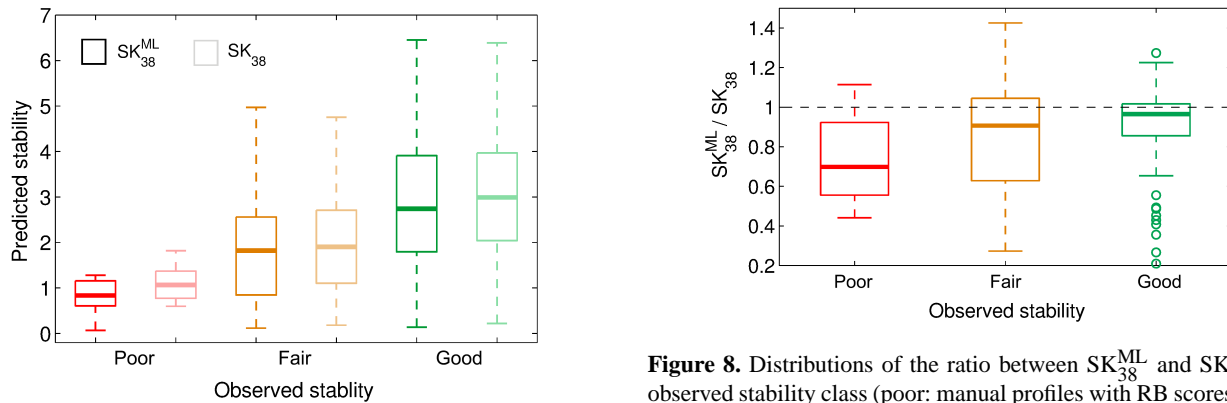 7
6
5
4
3
2
1
0
Predicted stability
SK38ML
SK38
Poor
Fair
Good
Observed stablity
1.4
1.2
1
0.8
0.6
0.4
0.2
SK38ML / SK38
Poor
Fair
Good
Observed stability
Figure 8. Distributions of the ratio between SK38ML and SK
observed stability class (poor: manual profiles with RB scores